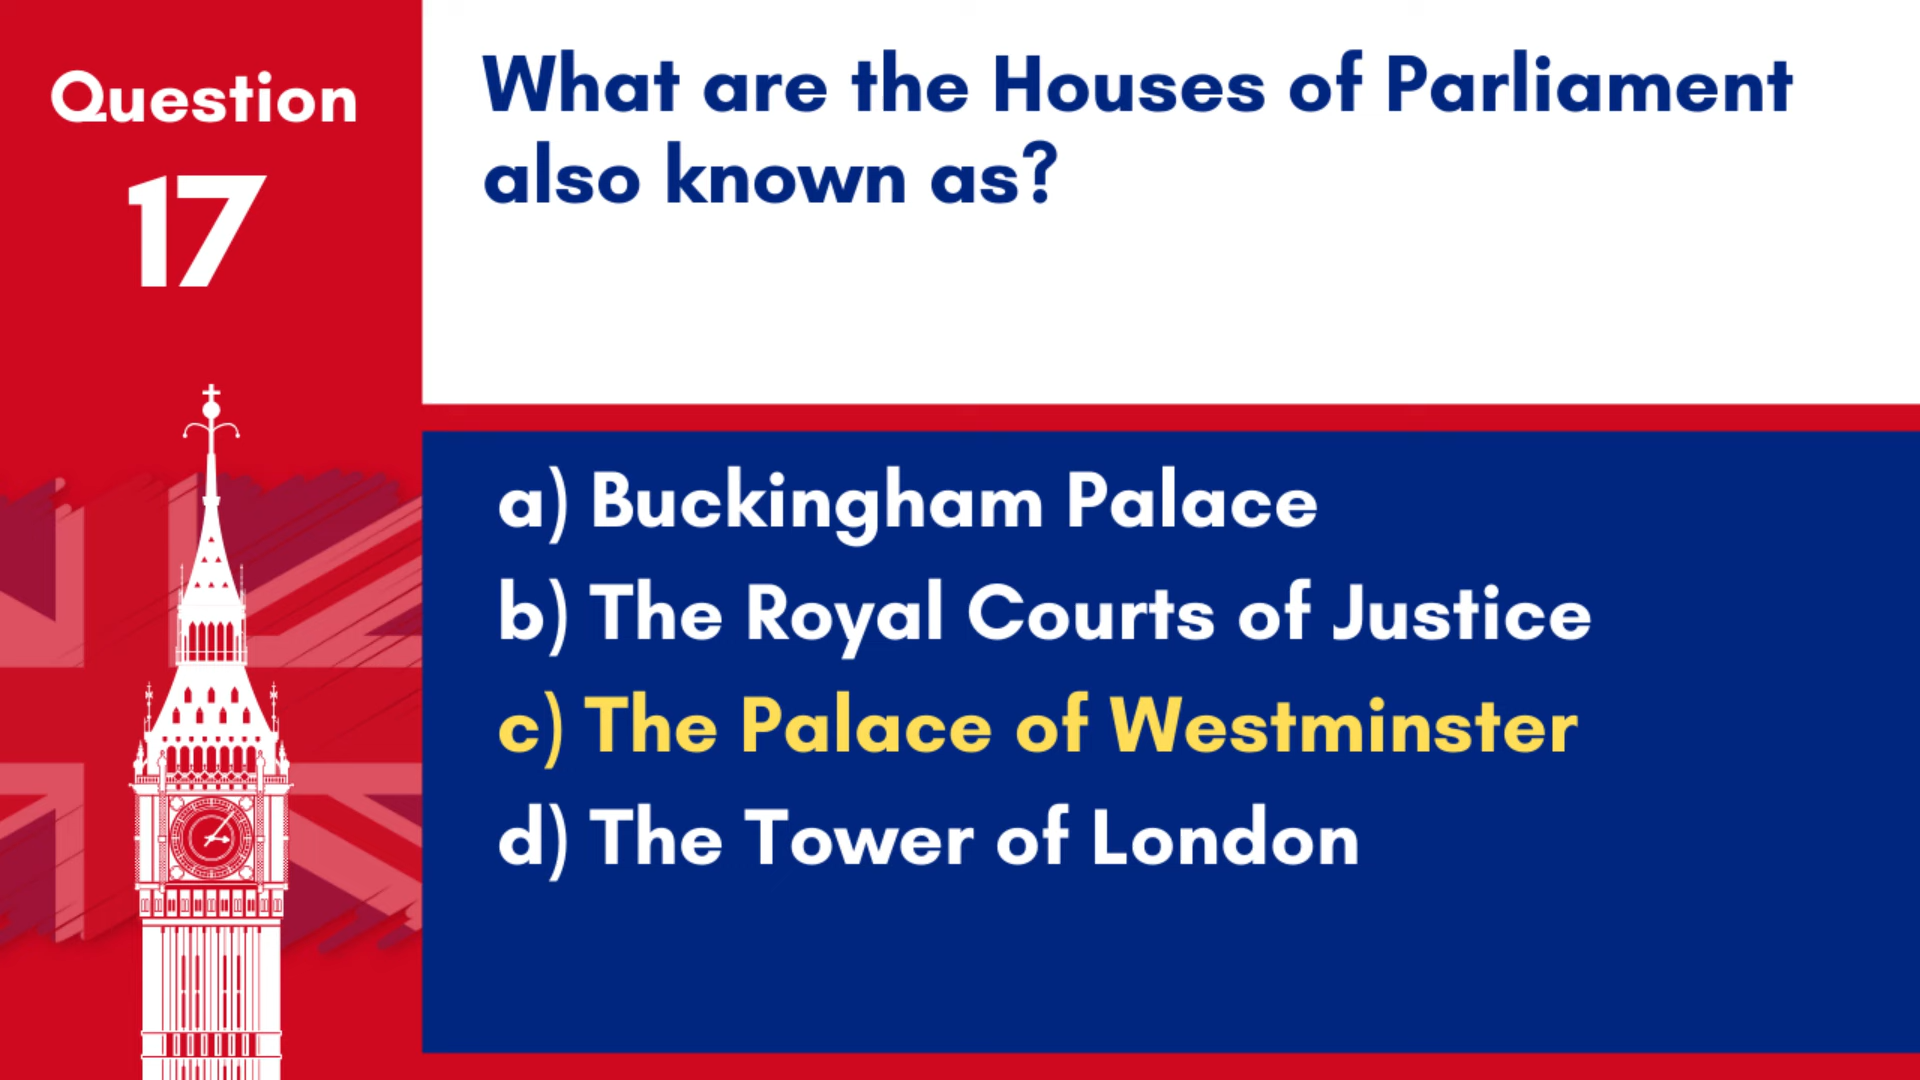 Question
17
What are the Houses of Parliament
also known as?
a) Buckingham Palace
b) The Royal Courts of Justice
c) The Palace of Westminster
d) The Tower of London